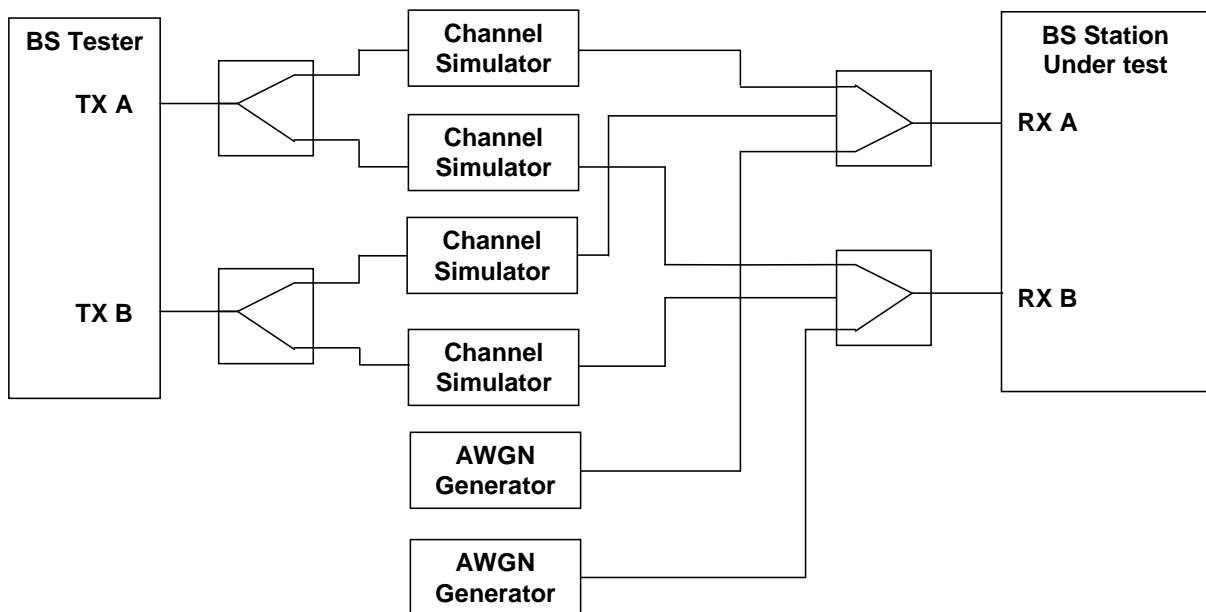 BS Tester
TX A
TX B
Channel
Simulator
Channel
Simulator
Channel
Simulator
Channel
Simulator
AWGN
Generator
AWGN
Generator
BS Station
Under test
RX A
RX B